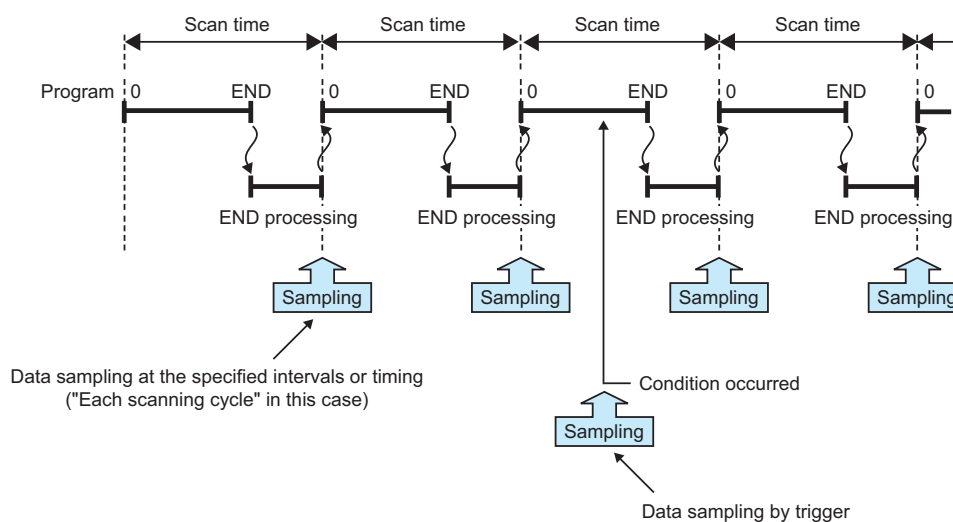 Scan time Scan time Scan time Scan time
Program 0 END 0 END 0 END 0 END 0
END processing END processing END processing END processing
Sampling Sampling Sampling Sampling
Data sampling at the specified intervals or timing
("Each scanning cycle" in this case)
Condition occurred
Sampling
Data sampling by trigger